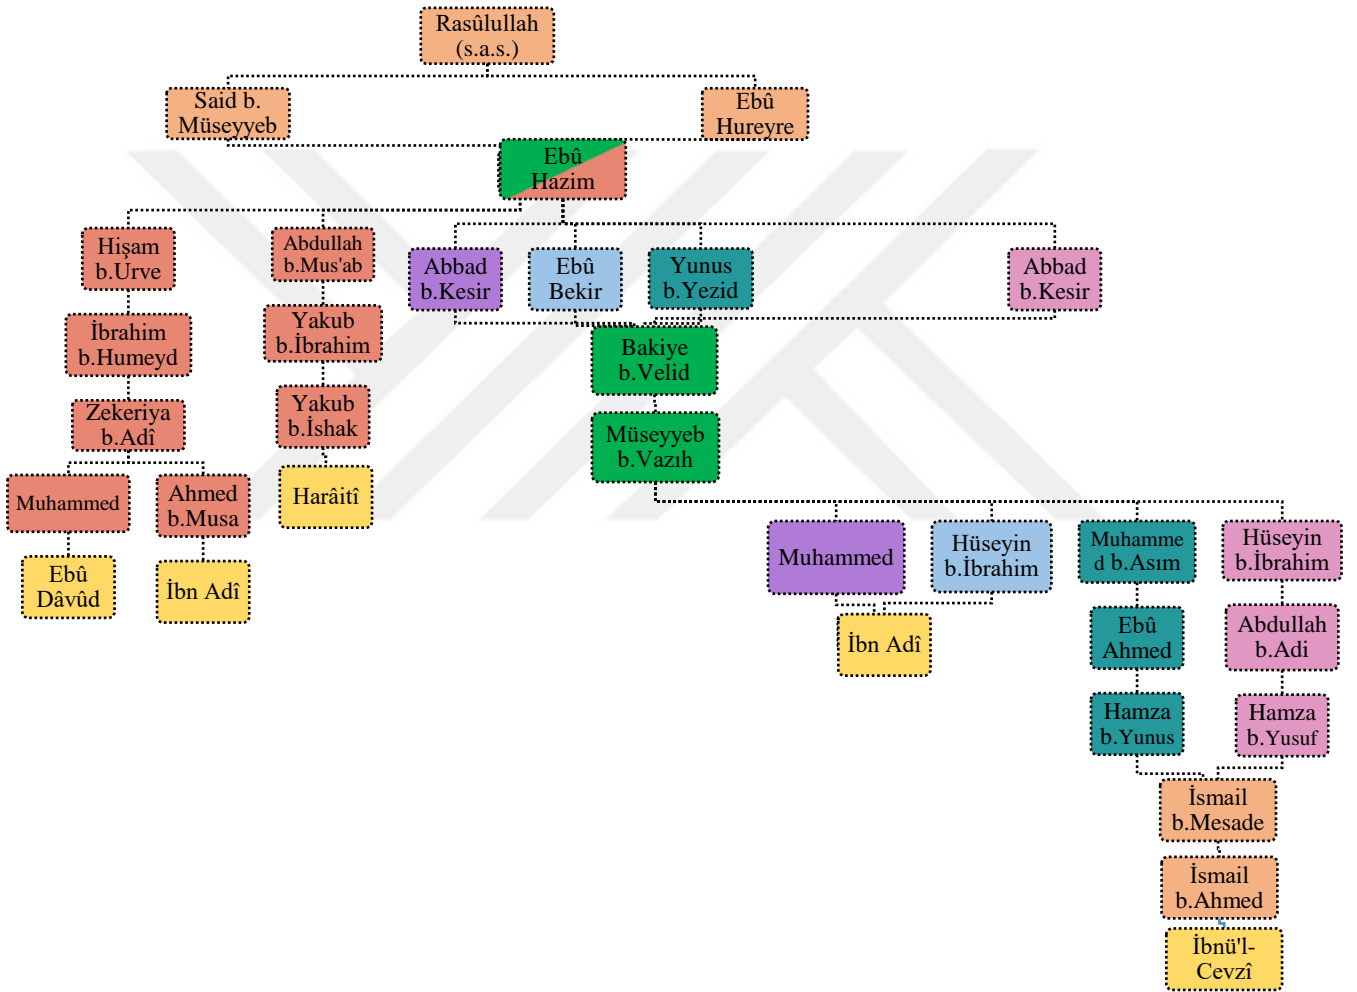 Rasûlullah
(s.a.s.)
Said b.
Müseyyeb
Ebû
Hureyre
Ebû
Hazim
Hişam
b.Urve
Abdullah
b.Mus'ab
Abbad
b.Kesir
Ebû
Bekir
Yunus
b.Yezid
Abbad
b.Kesir
İbrahim
b.Humeyd
Yakub
b.İbrahim
Bakiye
b.Velid
Zekeriya
b.Adî
Yakub
b.İshak
Müseyyeb
b.Vazıh
Muhammed
Ahmed
b.Musa
Harâitî
Muhammed
Hüseyin
b.İbrahim
Muhamme
d b.Asım
Hüseyin
b.İbrahim
Ebû
Dâvûd
İbn Adî
İbn Adî
Ebû
Ahmed
Abdullah
b.Adi
Hamza
b.Yunus
Hamza
b.Yusuf
İsmail
b.Mesade
İsmail
b.Ahmed
İbnü'l-
Cevzî